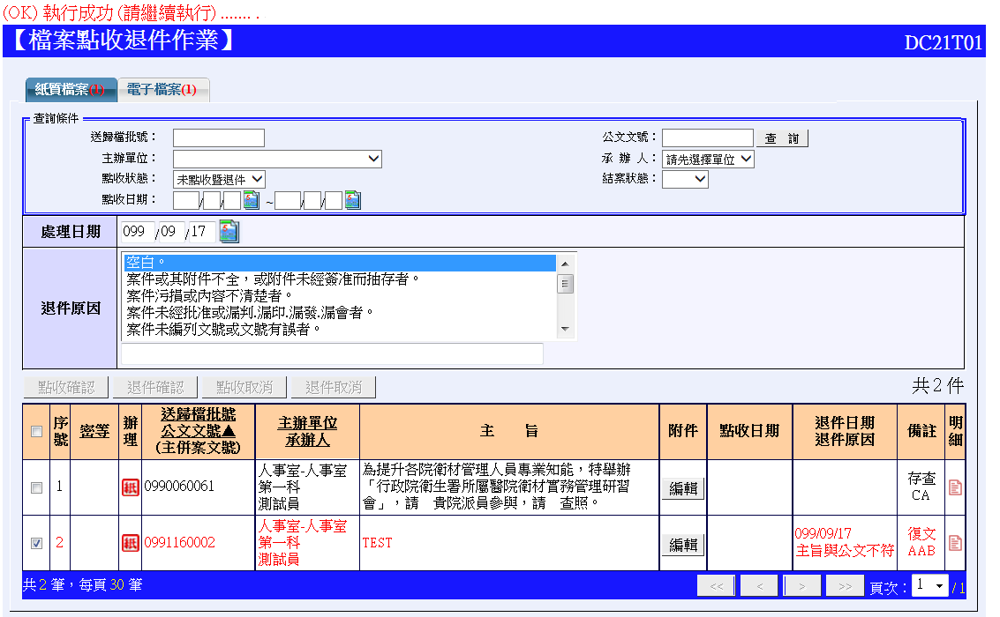 (OK) 執行成功 (請繼續執行) ....... .
【檔案點收退件作業】 DC21T01
紙質檔案(1) 電子檔案(1)
查詢條件
送歸檔批號： 公文文號： 查 詢
主辦單位： 承 辦 人： 請先選擇單位
點收狀態： 未點收暨退件 結案狀態：
點收日期： / / ~ / /
處理日期 099 /09 /17
退件原因
空白。
案件或其附件不全，或附件未經簽准而抽存者。
案件污損或內容不清楚者。
案件未經批准或漏判.漏印.漏發.漏會者。
案件未編列文號或文號有誤者。
點收確認 退件確認 點收取消 退件取消 共 2 件
序號 密等 辦理 送歸檔批號 公文文號▲ (主併案文號) 主辦單位 承辦人 主 旨 附件 點收日期 退件日期 退件原因 備註 明細
1 紙 0990060061 人事室-人事室 第一科 測試員
為提升各院衛材管理人員專業知能，特舉辦
「行政院衛生署所屬醫院衛材實務管理研習
會」，請　貴院派員參與，請　查照。
編輯 存查 CA
2 紙 0991160002 人事室-人事室 第一科 測試員 TEST 編輯 099/09/17 主旨與公文不符 復文 AAB
共 2 筆，每頁 30 筆 << < > >> 頁次： 1 / 1